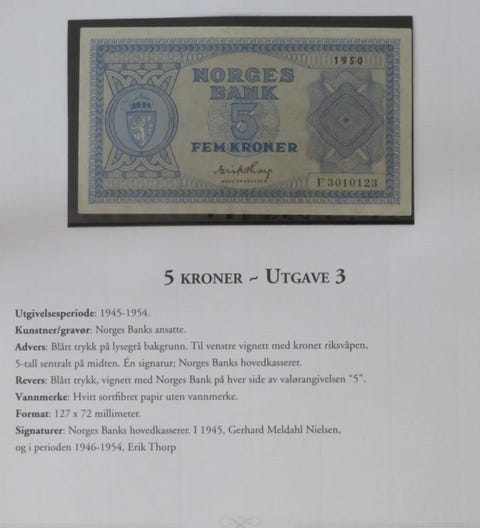 1950
NORGES
BANK
5
FEM KRONER
Erik Thorp
HOVEDKASSERER
F 3010123
5 KRONER ~ UTGAVE 3
Utgivelsesperiode: 1945-1954.
Kunstner/gravør: Norges Banks ansatte.
Advers: Blått trykk på lysegrå bakgrunn. Til venstre vignett med kronet riksvåpen,
5-tall sentralt på midten. Én signatur; Norges Banks hovedkasserer.
Revers: Blått trykk, vignett med Norges Bank på hver side av valørangivelsen “5”.
Vannmerke: Hvitt sortfibret papir uten vannmerke.
Format: 127 x 72 millimeter.
Signaturer: Norges Banks hovedkasserer. I 1945, Gerhard Meldahl Nielsen,
og i perioden 1946-1954, Erik Thorp